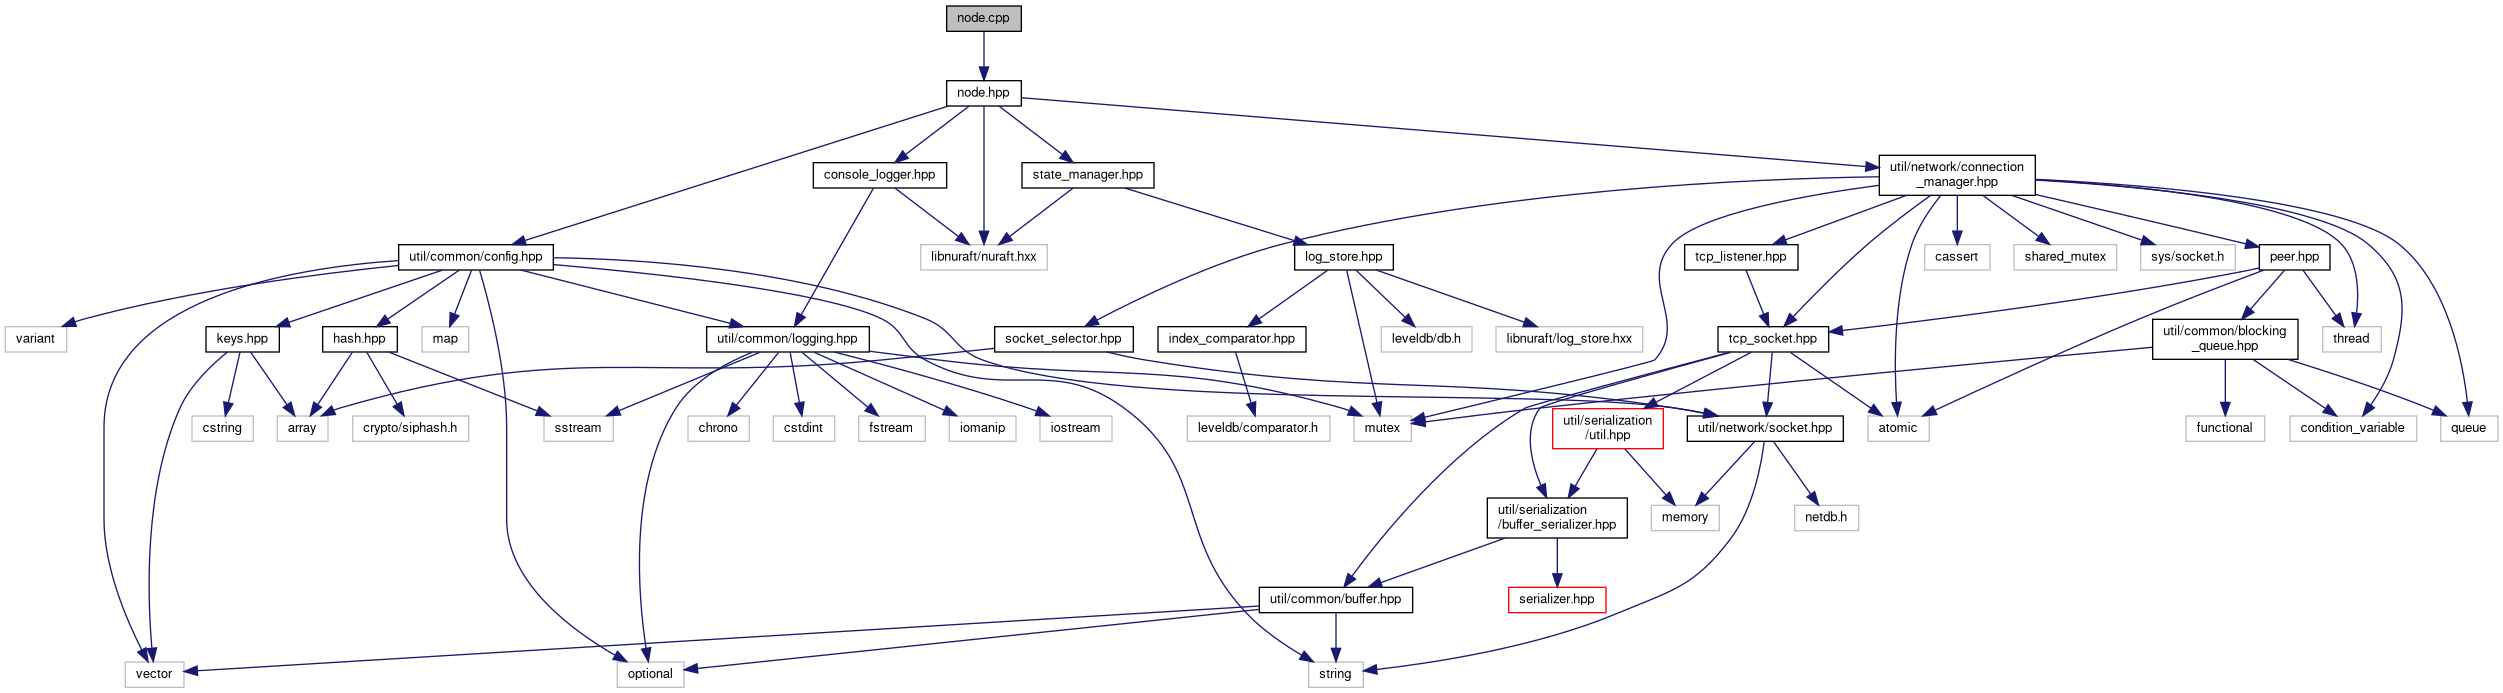 node.cpp
node.hpp
util/network/connection
_manager.hpp
console_logger.hpp
state_manager.hpp
util/common/config.hpp
libnuraft/nuraft.hxx
log_store.hpp
tcp_listener.hpp
cassert
shared_mutex
sys/socket.h
peer.hpp
variant
keys.hpp
hash.hpp
map
util/common/logging.hpp
socket_selector.hpp
index_comparator.hpp
leveldb/db.h
libnuraft/log_store.hxx
tcp_socket.hpp
util/common/blocking
_queue.hpp
thread
cstring
array
crypto/siphash.h
sstream
chrono
cstdint
fstream
iomanip
iostream
leveldb/comparator.h
mutex
util/serialization
/util.hpp
util/network/socket.hpp
atomic
functional
condition_variable
queue
util/serialization
/buffer_serializer.hpp
memory
netdb.h
util/common/buffer.hpp
serializer.hpp
vector
optional
string